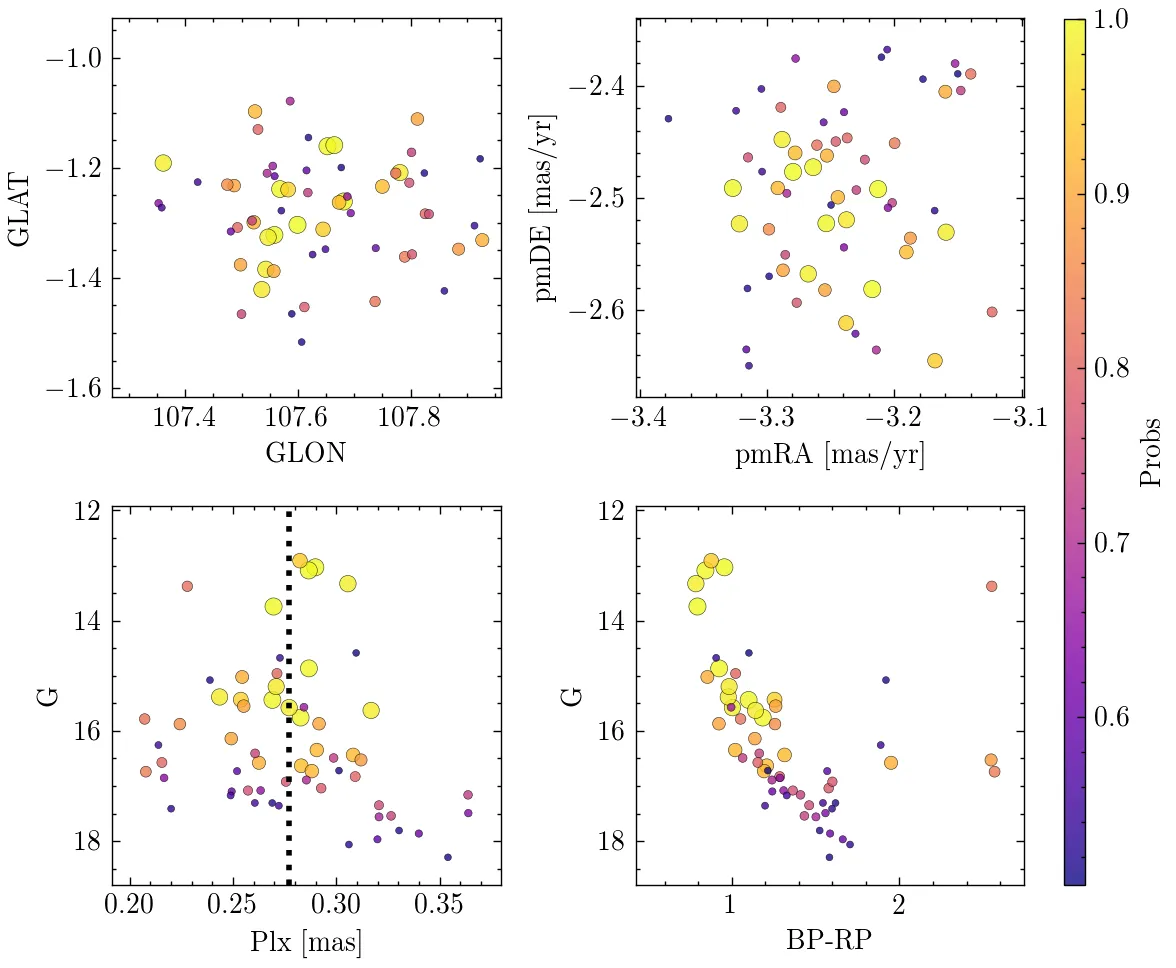 −1.0
−1.2
−1.4
−1.6
GLAT
107.4 107.6 107.8
GLON
−2.4
−2.5
−2.6
pmDE [mas/yr]
−3.4 −3.3 −3.2 −3.1
pmRA [mas/yr]
12
14
16
18
G
0.20 0.25 0.30 0.35
Plx [mas]
12
14
16
18
G
1 2
BP-RP
1.0
0.9
0.8
0.7
0.6
Probs